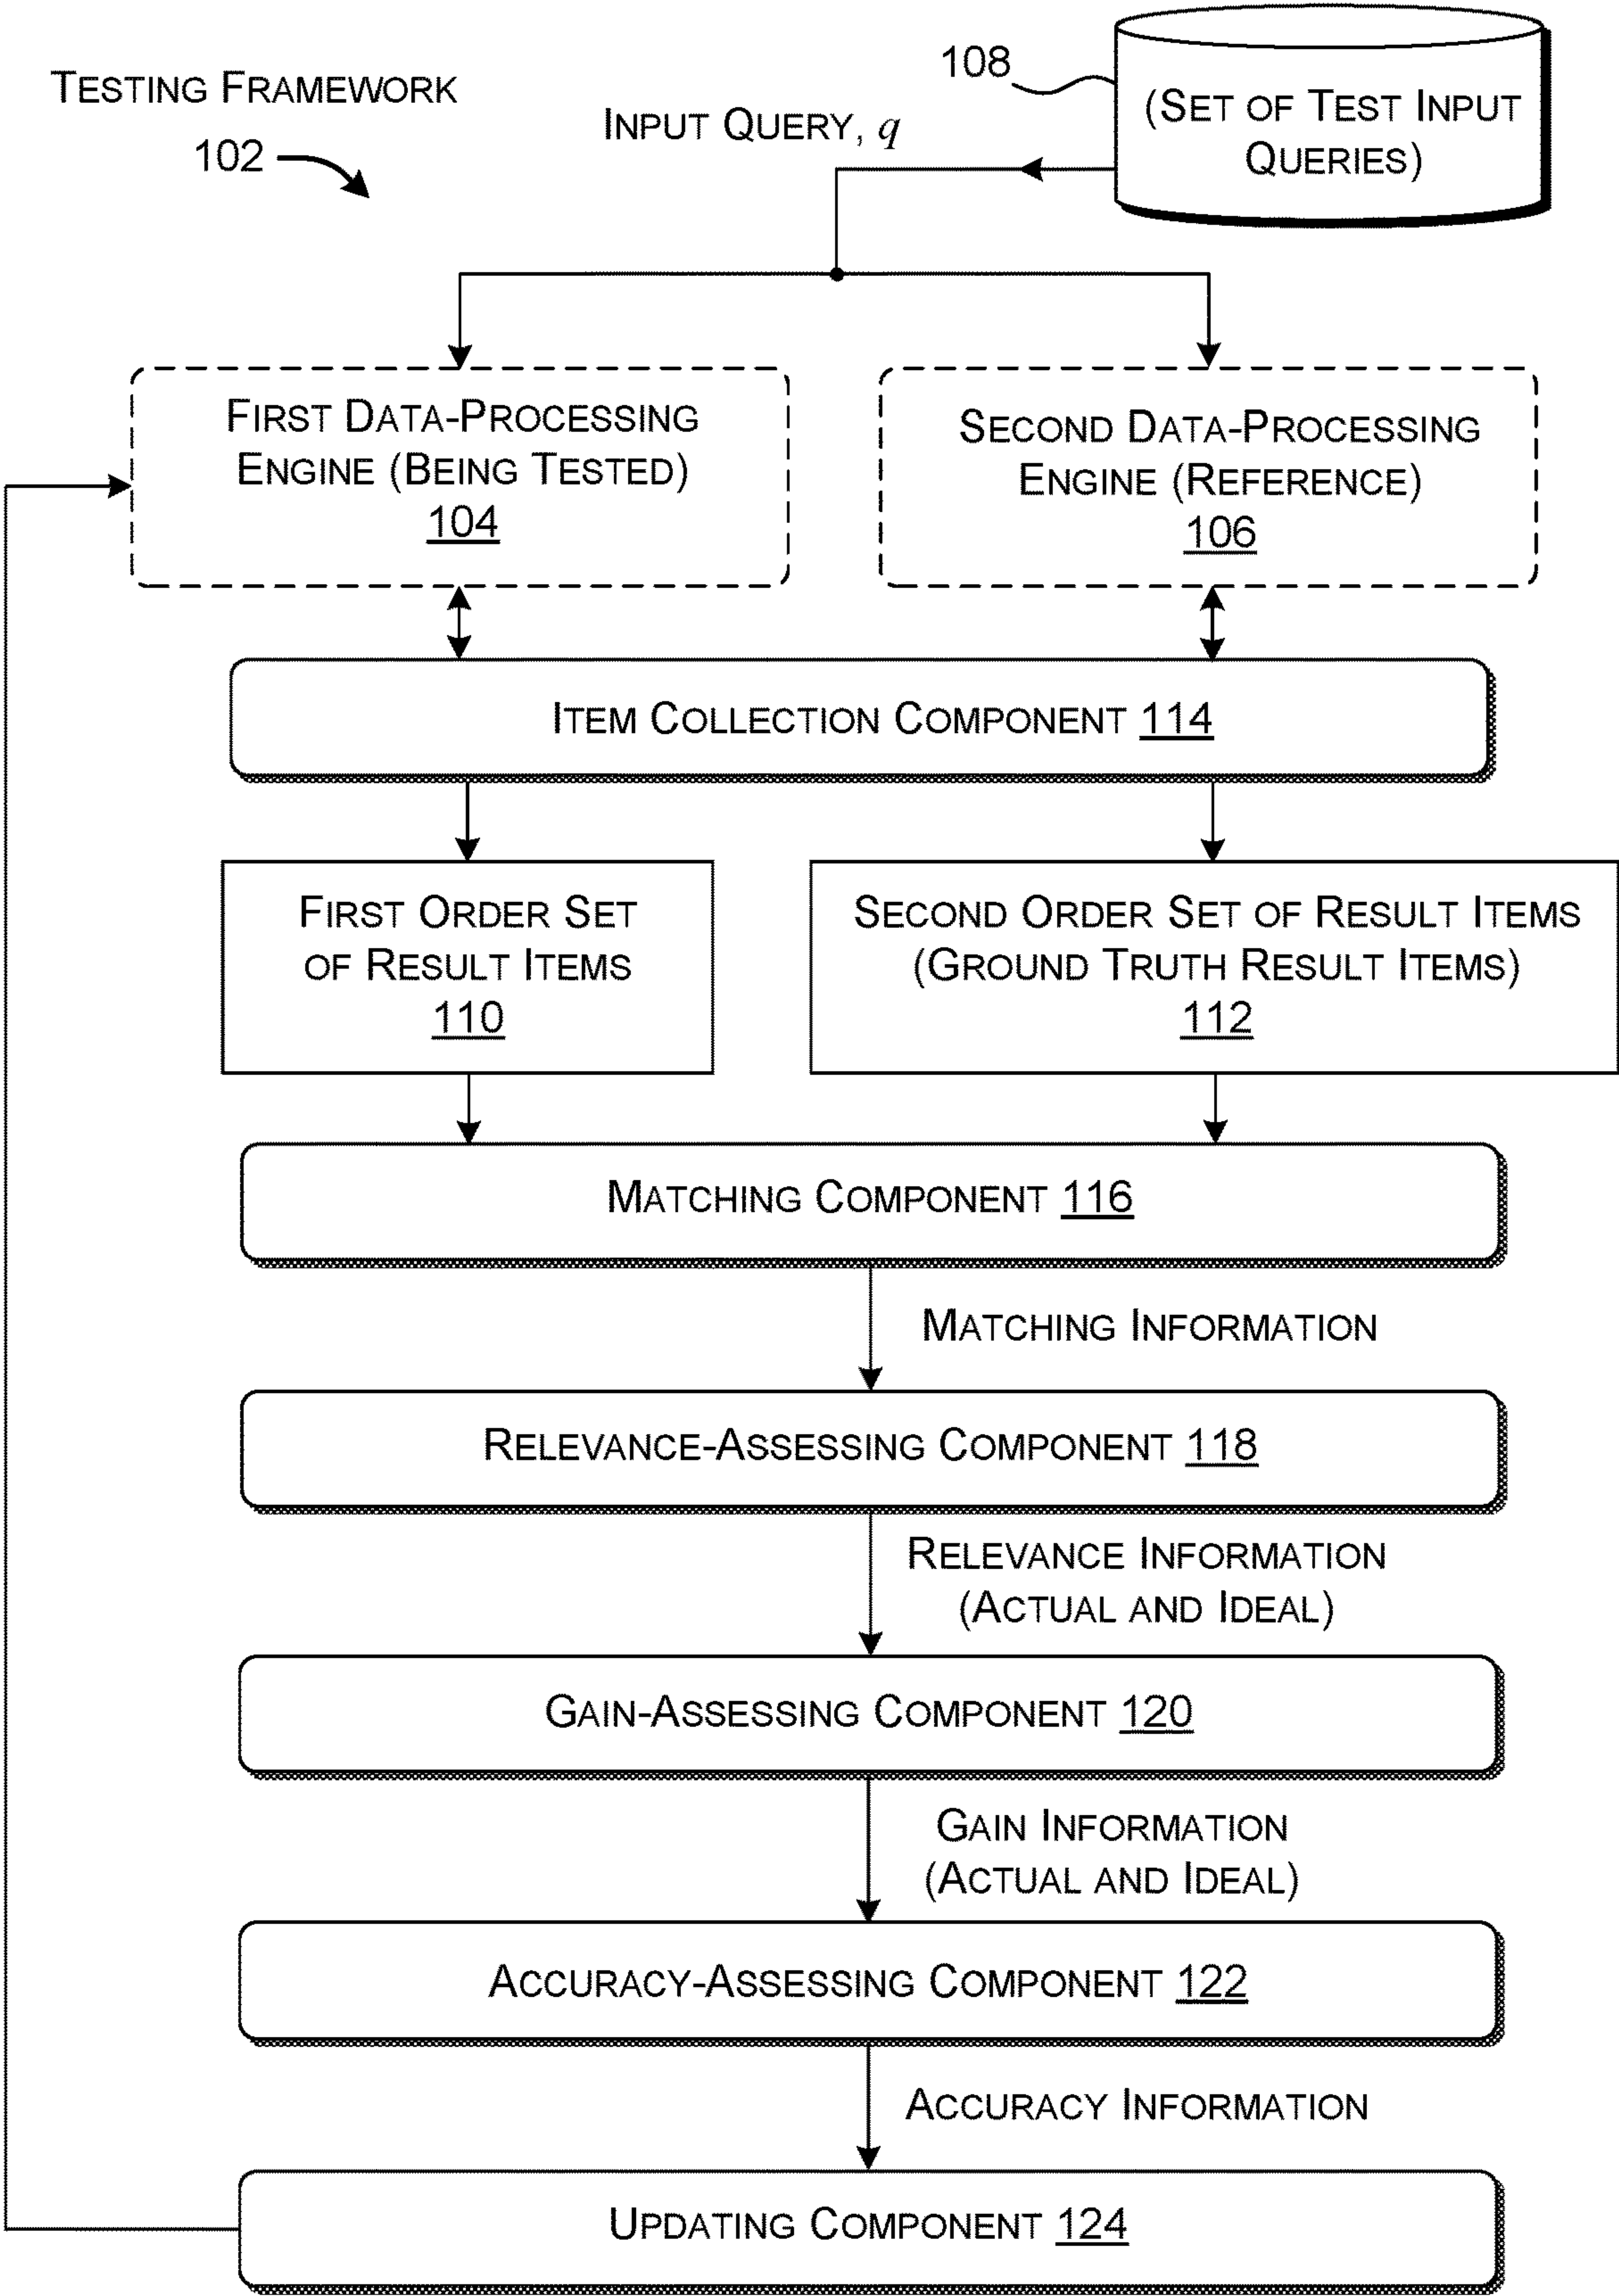 TESTING FRAMEWORK
102
108
INPUT QUERY, q
(SET OF TEST INPUT
QUERIES)
FIRST DATA-PROCESSING
ENGINE (BEING TESTED)
104
SECOND DATA-PROCESSING
ENGINE (REFERENCE)
106
ITEM COLLECTION COMPONENT 114
FIRST ORDER SET
OF RESULT ITEMS
110
SECOND ORDER SET OF RESULT ITEMS
(GROUND TRUTH RESULT ITEMS)
112
MATCHING COMPONENT 116
MATCHING INFORMATION
RELEVANCE-ASSESSING COMPONENT 118
RELEVANCE INFORMATION
(ACTUAL AND IDEAL)
GAIN-ASSESSING COMPONENT 120
GAIN INFORMATION
(ACTUAL AND IDEAL)
ACCURACY-ASSESSING COMPONENT 122
ACCURACY INFORMATION
UPDATING COMPONENT 124